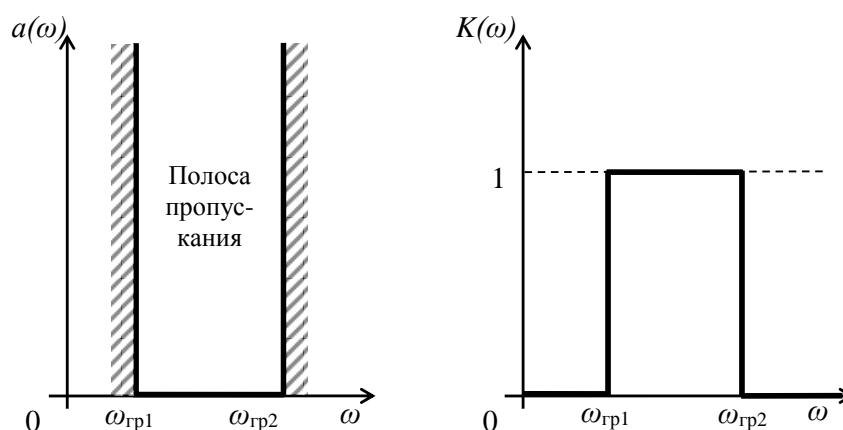 a(ω)
Полоса
пропус-
кания
0
ωгр1
ωгр2
ω
K(ω)
1
0
ωгр1
ωгр2
ω